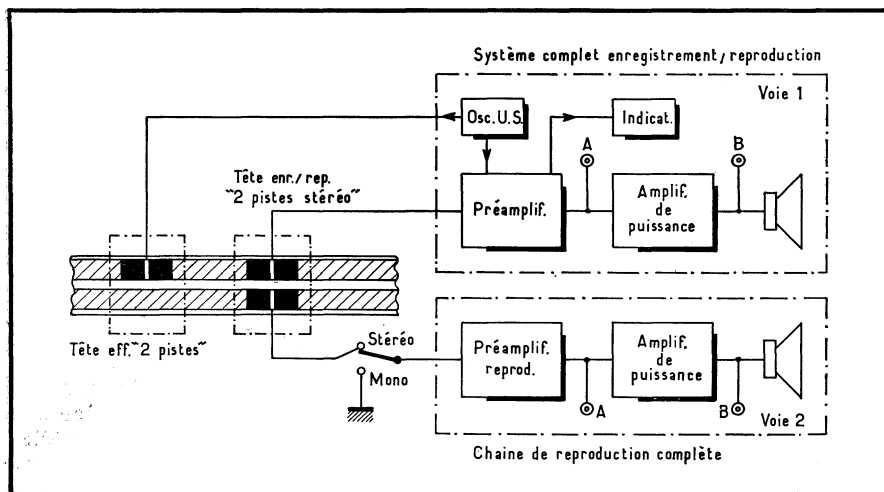 Système complet enregistrement/reproduction
Voie 1
Osc. U.S.
Indicat.
A
B
Tête enr./rep.
"2 pistes stéréo"
Préamplif.
Amplif.
de
puissance
Tête eff. "2 pistes"
Stéréo
Mono
Préamplif.
reprod.
Amplif.
de
puissance
A
B
Voie 2
Chaine de reproduction complète